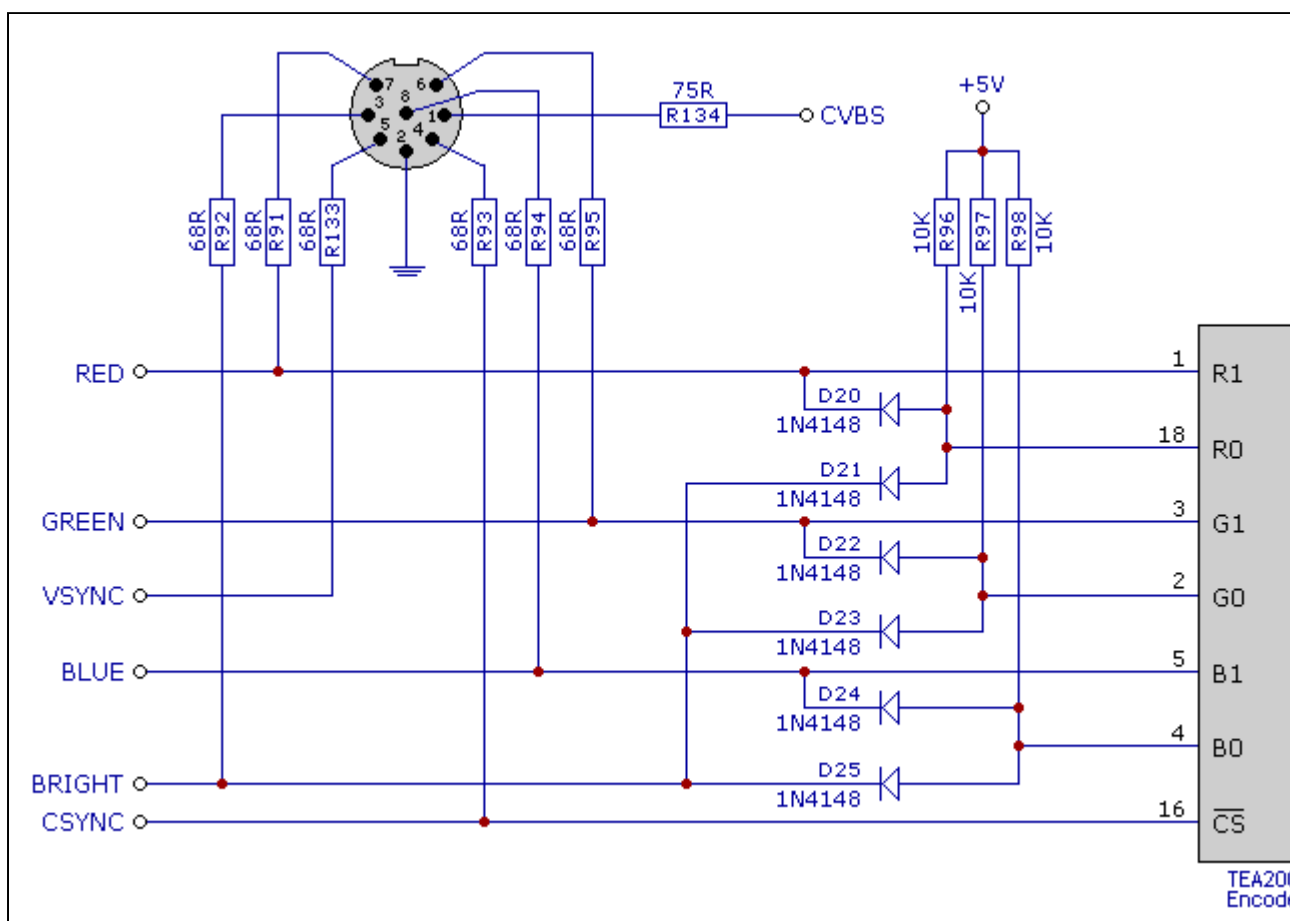 7
6
3
8
1
5
2
4
75R
R134
CVBS
+5V
68R
R92
68R
R91
68R
R133
68R
R93
68R
R94
68R
R95
10K
R96
10K
R97
R98
10K
RED
1
R1
D20
1N4148
18
R0
D21
1N4148
GREEN
3
G1
D22
1N4148
VSYNC
2
G0
D23
1N4148
BLUE
5
B1
D24
1N4148
4
B0
BRIGHT
D25
1N4148
CSYNC
16
CS
TEA200
Encode